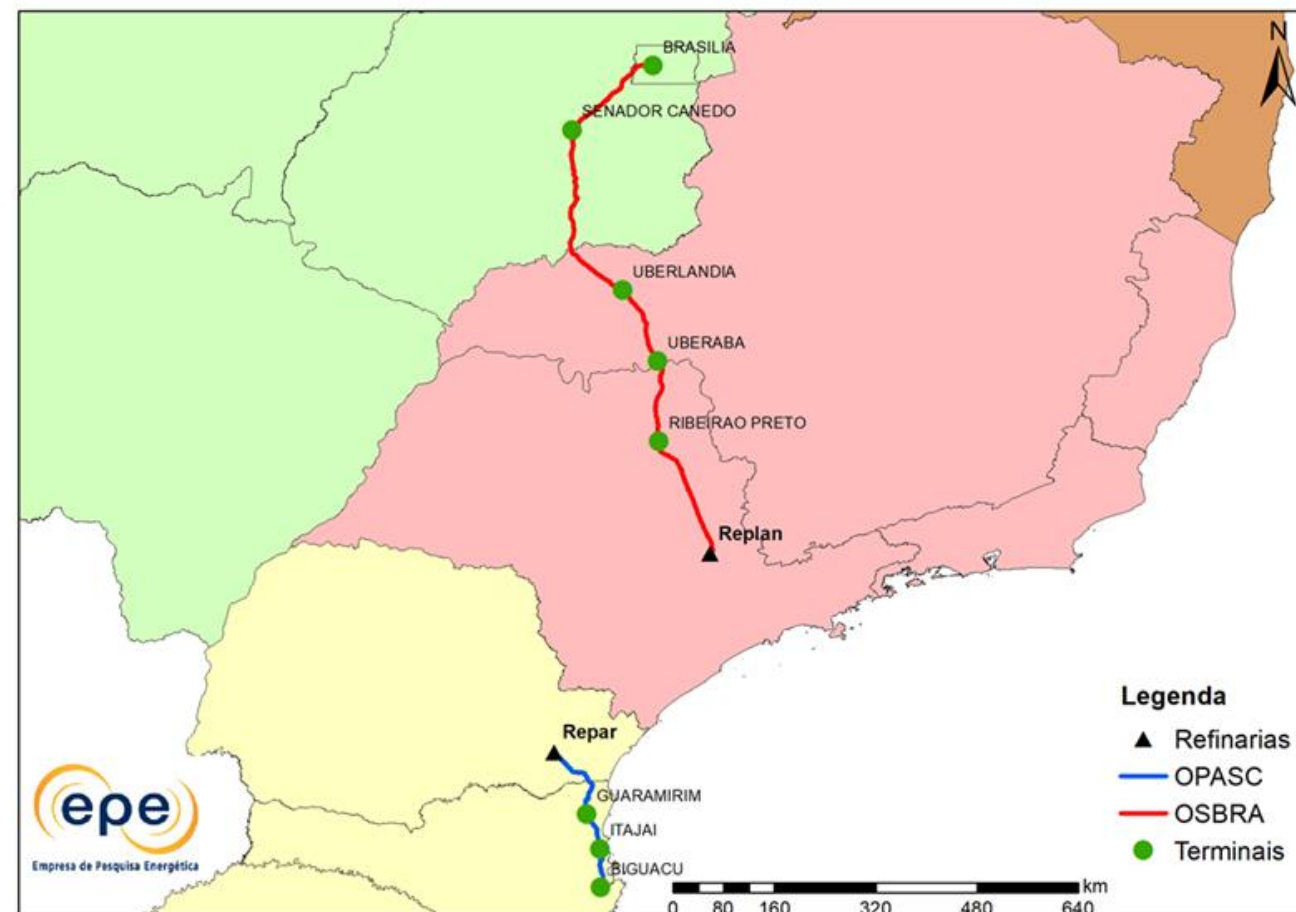 N
BRASILIA
SENADOR CANEDO
UBERLANDIA
UBERABA
RIBEIRAO PRETO
Replan
Repar
GUARAMIRIM
ITAJAI
BIGUACU
epe
Empresa de Pesquisa Energética
Legenda
Refinarias
OPASC
OSBRA
Terminais
km
0 80 160 320 480 640